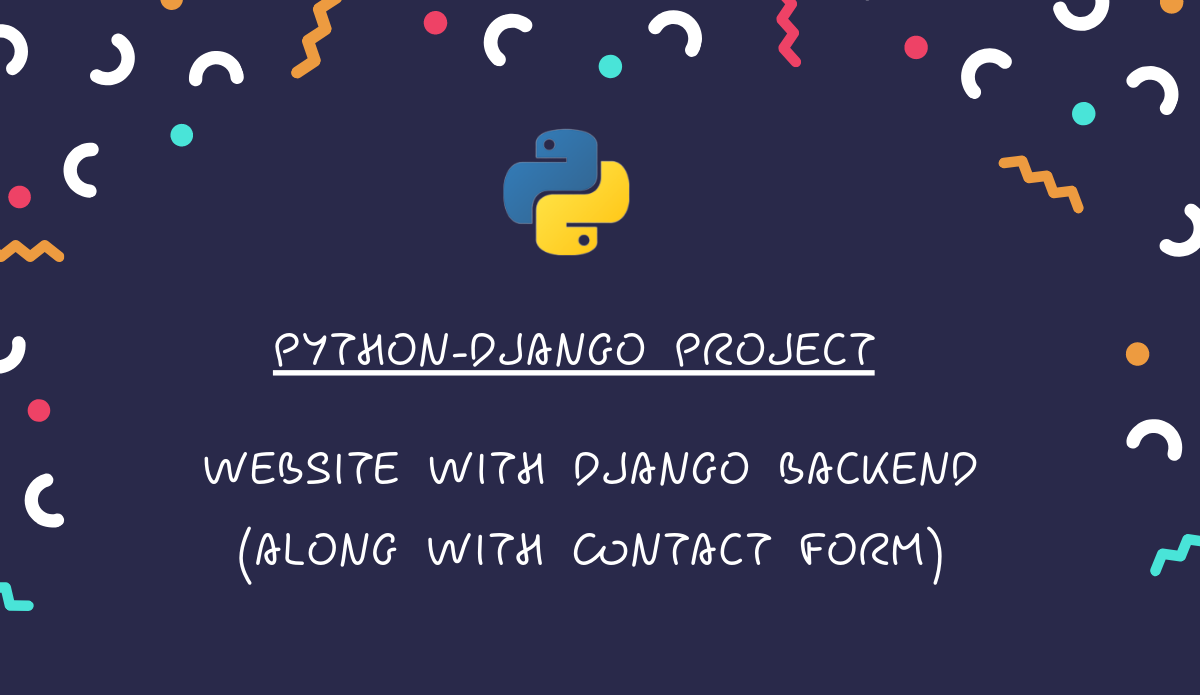 PYTHON-DJANGO PROJECT
WEBSITE WITH DJANGO BACKEND
(ALONG WITH CONTACT FORM)